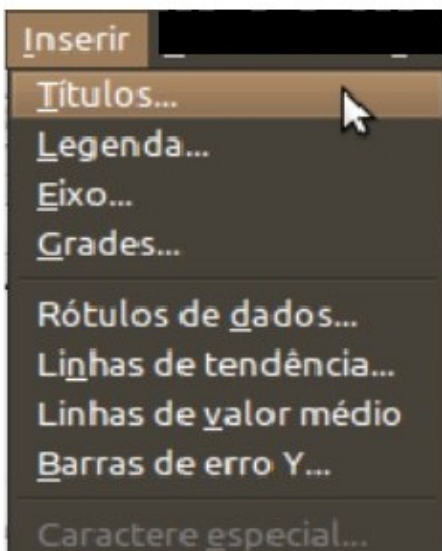 Inserir
Títulos...
Legenda...
Eixo...
Grades...
Rótulos de dados...
Linhas de tendência...
Linhas de valor médio
Barras de erro Y...
Caractere especial...